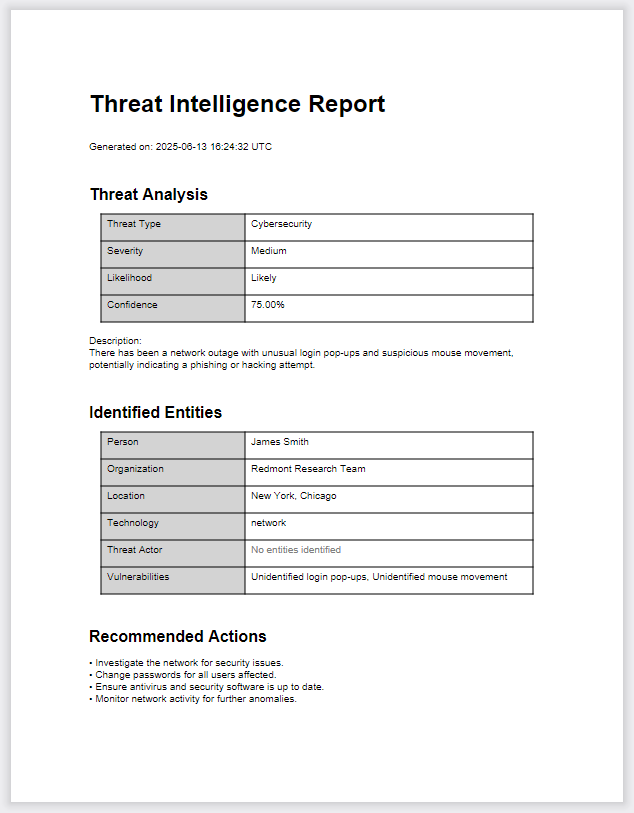 Threat Intelligence Report
Generated on: 2025-06-13 16:24:32 UTC
Threat Analysis
Threat Type Cybersecurity
Severity Medium
Likelihood Likely
Confidence 75.00%
Description:
There has been a network outage with unusual login pop-ups and suspicious mouse movement,
potentially indicating a phishing or hacking attempt.
Identified Entities
Person James Smith
Organization Redmont Research Team
Location New York, Chicago
Technology network
Threat Actor No entities identified
Vulnerabilities Unidentified login pop-ups, Unidentified mouse movement
Recommended Actions
• Investigate the network for security issues.
• Change passwords for all users affected.
• Ensure antivirus and security software is up to date.
• Monitor network activity for further anomalies.